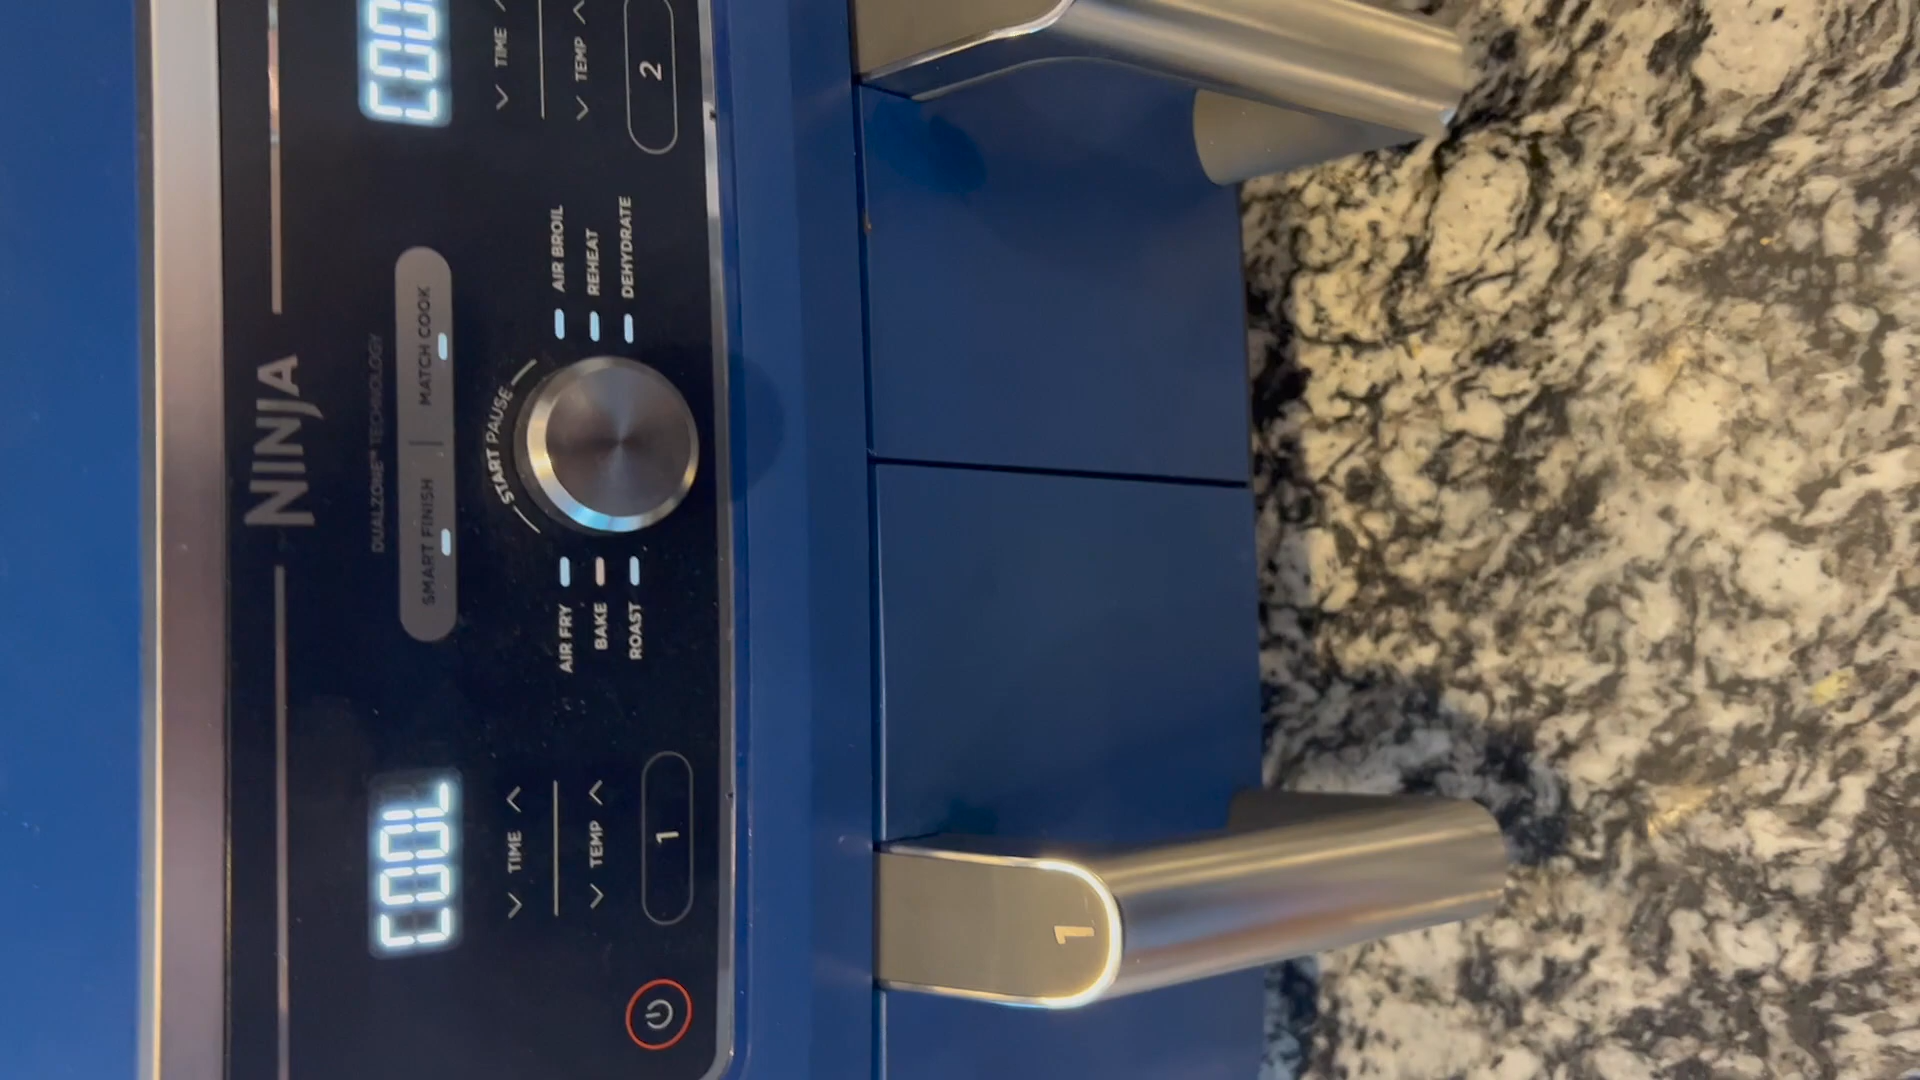 NINJA
DUALZONE™ TECHNOLOGY
SMART FINISH | MATCH COOK
COOL
START PAUSE
TIME
TEMP
1
AIR FRY
BAKE
ROAST
AIR BROIL
REHEAT
DEHYDRATE
TIME
TEMP
2
1